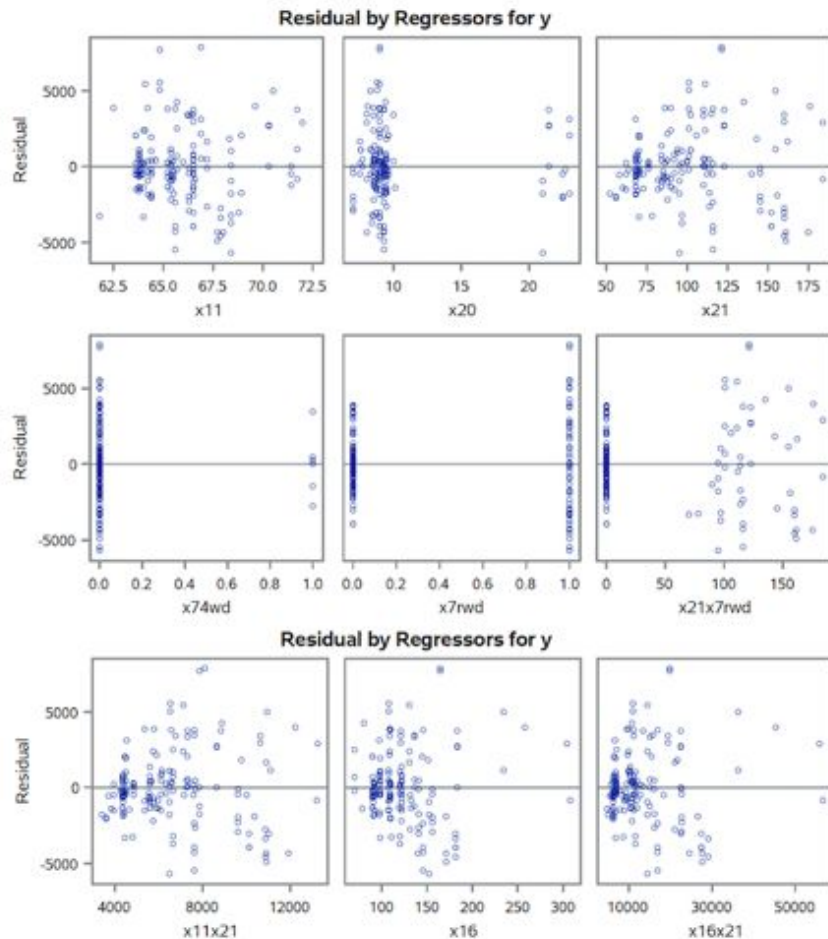 Residual by Regressors for y
Residual
5000
0
-5000
62.5 65.0 67.5 70.0 72.5
x11
10 15 20
x20
50 75 100 125 150 175
x21
Residual
5000
0
-5000
0.0 0.2 0.4 0.6 0.8 1.0
x74wd
0.0 0.2 0.4 0.6 0.8 1.0
x7rwd
0 50 100 150
x21x7rwd
Residual by Regressors for y
Residual
5000
0
-5000
4000 8000 12000
x11x21
100 150 200 250 300
x16
10000 30000 50000
x16x21